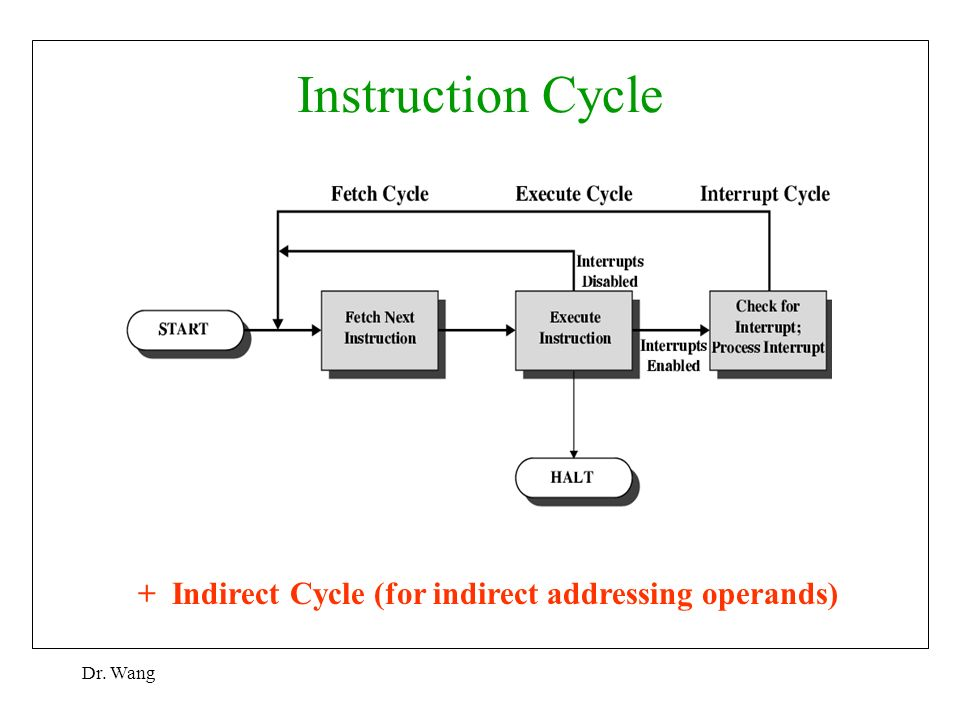 Instruction Cycle
Fetch Cycle
Execute Cycle
Interrupt Cycle
Interrupts
Disabled
START
Fetch Next
Instruction
Execute
Instruction
Interrupts
Enabled
Check for
Interrupt;
Process Interrupt
HALT
+ Indirect Cycle (for indirect addressing operands)
Dr. Wang